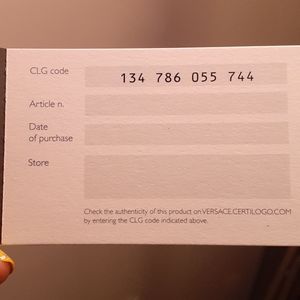 CLG code 134 786 055 744
Article n.
Date
of purchase
Store
Check the authenticity of this product on VERSACE.CERTILOGO.COM
by entering the CLG code indicated above.